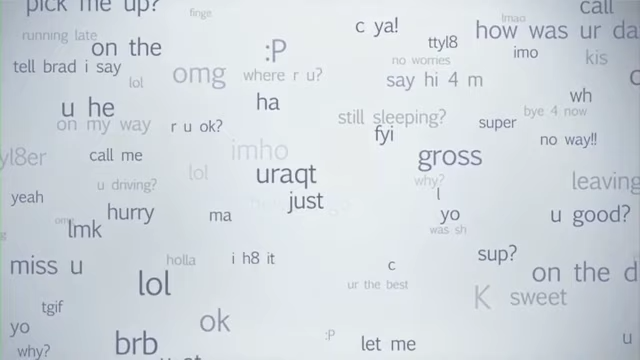 pick me up?
finge
call
lmao
c ya!
how was ur da
running late
on the
:P
ttyl8
imo
kis
no worries
tell brad i say
omg
where r u?
say hi 4 m
c
lol
wh
u he
ha
still sleeping?
bye 4 now
on my way
r u ok?
fyi
super
no way!!
imho
yl8er
call me
gross
lol
uraqt
why?
leaving
u driving?
yeah
just
l
hurry
ma
yo
u good?
omg
lmk
was sh
miss u
holla
i h8 it
sup?
c
on the d
lol
ur the best
K
sweet
tgif
ok
yo
:P
brb
let me
u
why?